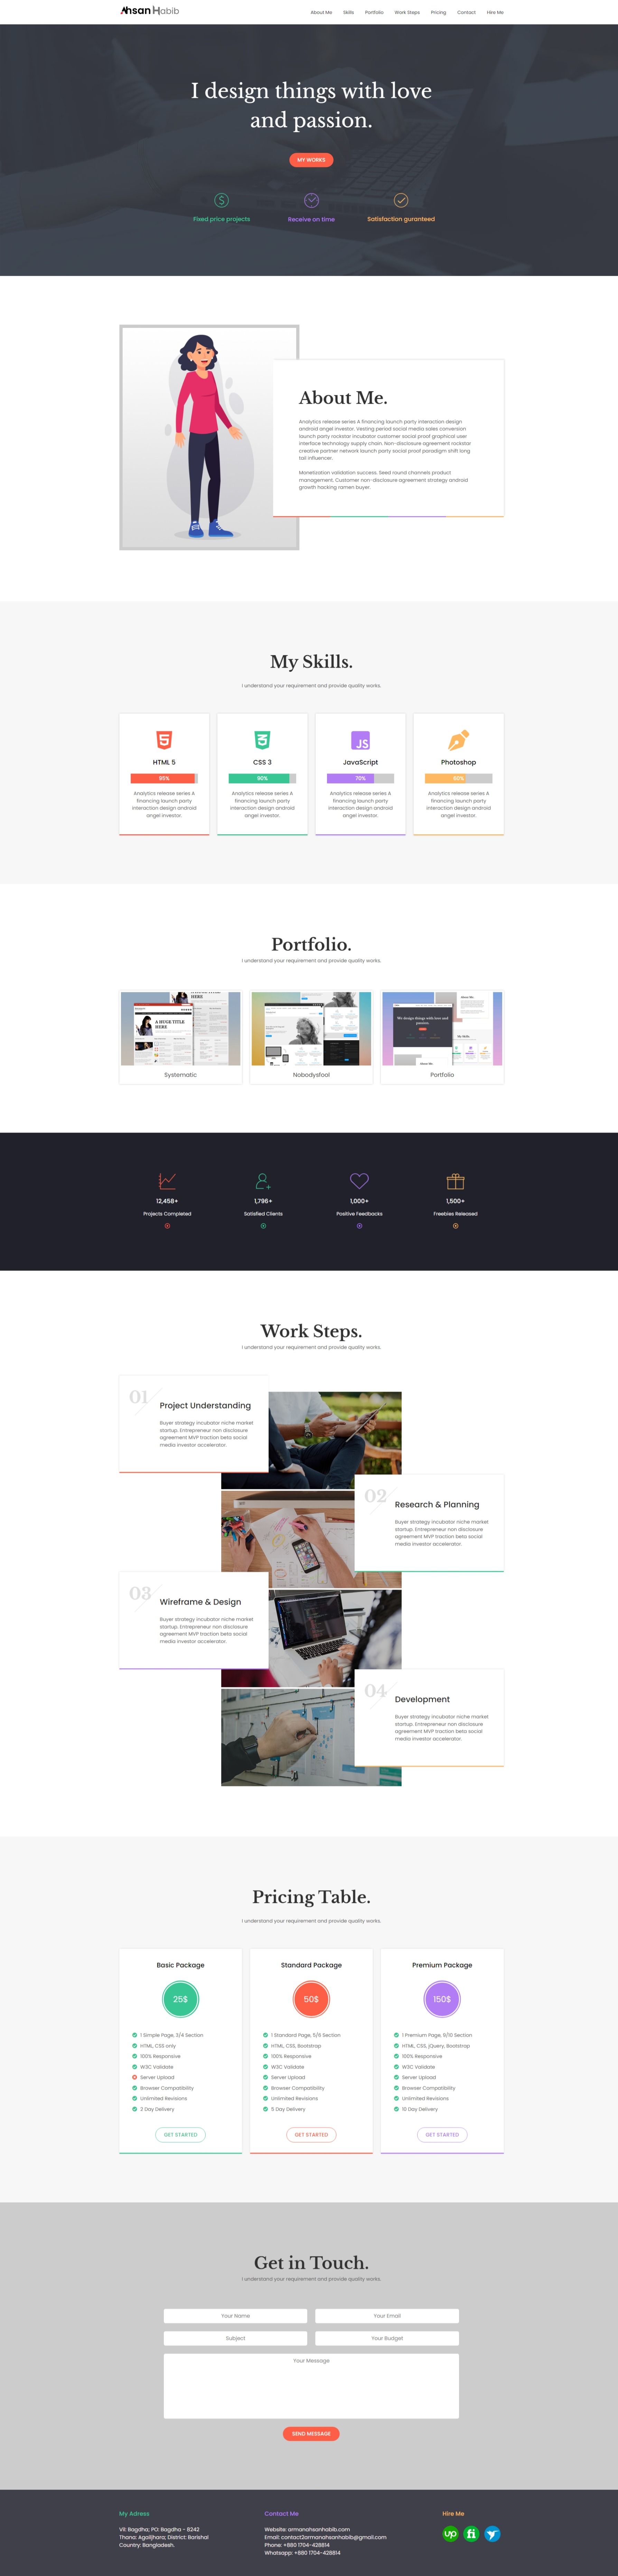 Ahsan Habib
About Me Skills Portfolio Work Steps Pricing Contact Hire Me
I design things with love
and passion.
MY WORKS
Fixed price projects Receive on time Satisfaction guranteed
About Me.
Analytics release series A financing launch party interaction design
android angel investor. Vesting period social media sales conversion
launch party rockstar incubator customer social proof graphical user
interface technology supply chain. Non-disclosure agreement rockstar
creative partner network launch party social proof paradigm shift long
tail influencer.
Monetization validation success. Seed round channels product
management. Customer non-disclosure agreement strategy android
growth hacking ramen buyer.
My Skills.
I understand your requirement and provide quality works.
HTML 5
95%
Analytics release series A
financing launch party
interaction design android
angel investor.
CSS 3
90%
Analytics release series A
financing launch party
interaction design android
angel investor.
JS
JavaScript
70%
Analytics release series A
financing launch party
interaction design android
angel investor.
Photoshop
60%
Analytics release series A
financing launch party
interaction design android
angel investor.
Portfolio.
I understand your requirement and provide quality works.
A HUGE TITLE
HERE
Systematic
Nobodysfool
We design things with love and
passion.
About Me.
My Skills.
Portfolio
12,458+
Projects Completed
1,796+
Satisfied Clients
1,000+
Positive Feedbacks
1,500+
Freebies Released
Work Steps.
I understand your requirement and provide quality works.
01
Project Understanding
Buyer strategy incubator niche market
startup. Entrepreneur non disclosure
agreement MVP traction beta social
media investor accelerator.
02
Research & Planning
Buyer strategy incubator niche market
startup. Entrepreneur non disclosure
agreement MVP traction beta social
media investor accelerator.
03
Wireframe & Design
Buyer strategy incubator niche market
startup. Entrepreneur non disclosure
agreement MVP traction beta social
media investor accelerator.
04
Development
Buyer strategy incubator niche market
startup. Entrepreneur non disclosure
agreement MVP traction beta social
media investor accelerator.
Pricing Table.
I understand your requirement and provide quality works.
Basic Package
25$
1 Simple Page, 3/4 Section
HTML, CSS only
100% Responsive
W3C Validate
Server Upload
Browser Compatibility
Unlimited Revisions
2 Day Delivery
GET STARTED
Standard Package
50$
1 Standard Page, 5/6 Section
HTML, CSS, Bootstrap
100% Responsive
W3C Validate
Server Upload
Browser Compatibility
Unlimited Revisions
5 Day Delivery
GET STARTED
Premium Package
150$
1 Premium Page, 9/10 Section
HTML, CSS, jQuery, Bootstrap
100% Responsive
W3C Validate
Server Upload
Browser Compatibility
Unlimited Revisions
10 Day Delivery
GET STARTED
Get in Touch.
I understand your requirement and provide quality works.
Your Name Your Email
Subject Your Budget
Your Message
SEND MESSAGE
My Adress
Vil: Bagdha; PO: Bagdha - 8242
Thana: Agailjhara; District: Barishal
Country: Bangladesh.
Contact Me
Website: armanahsanhabib.com
Email: contact2armanahsanhabib@gmail.com
Phone: +880 1704-428814
Whatsapp: +880 1704-428814
Hire Me
up fi